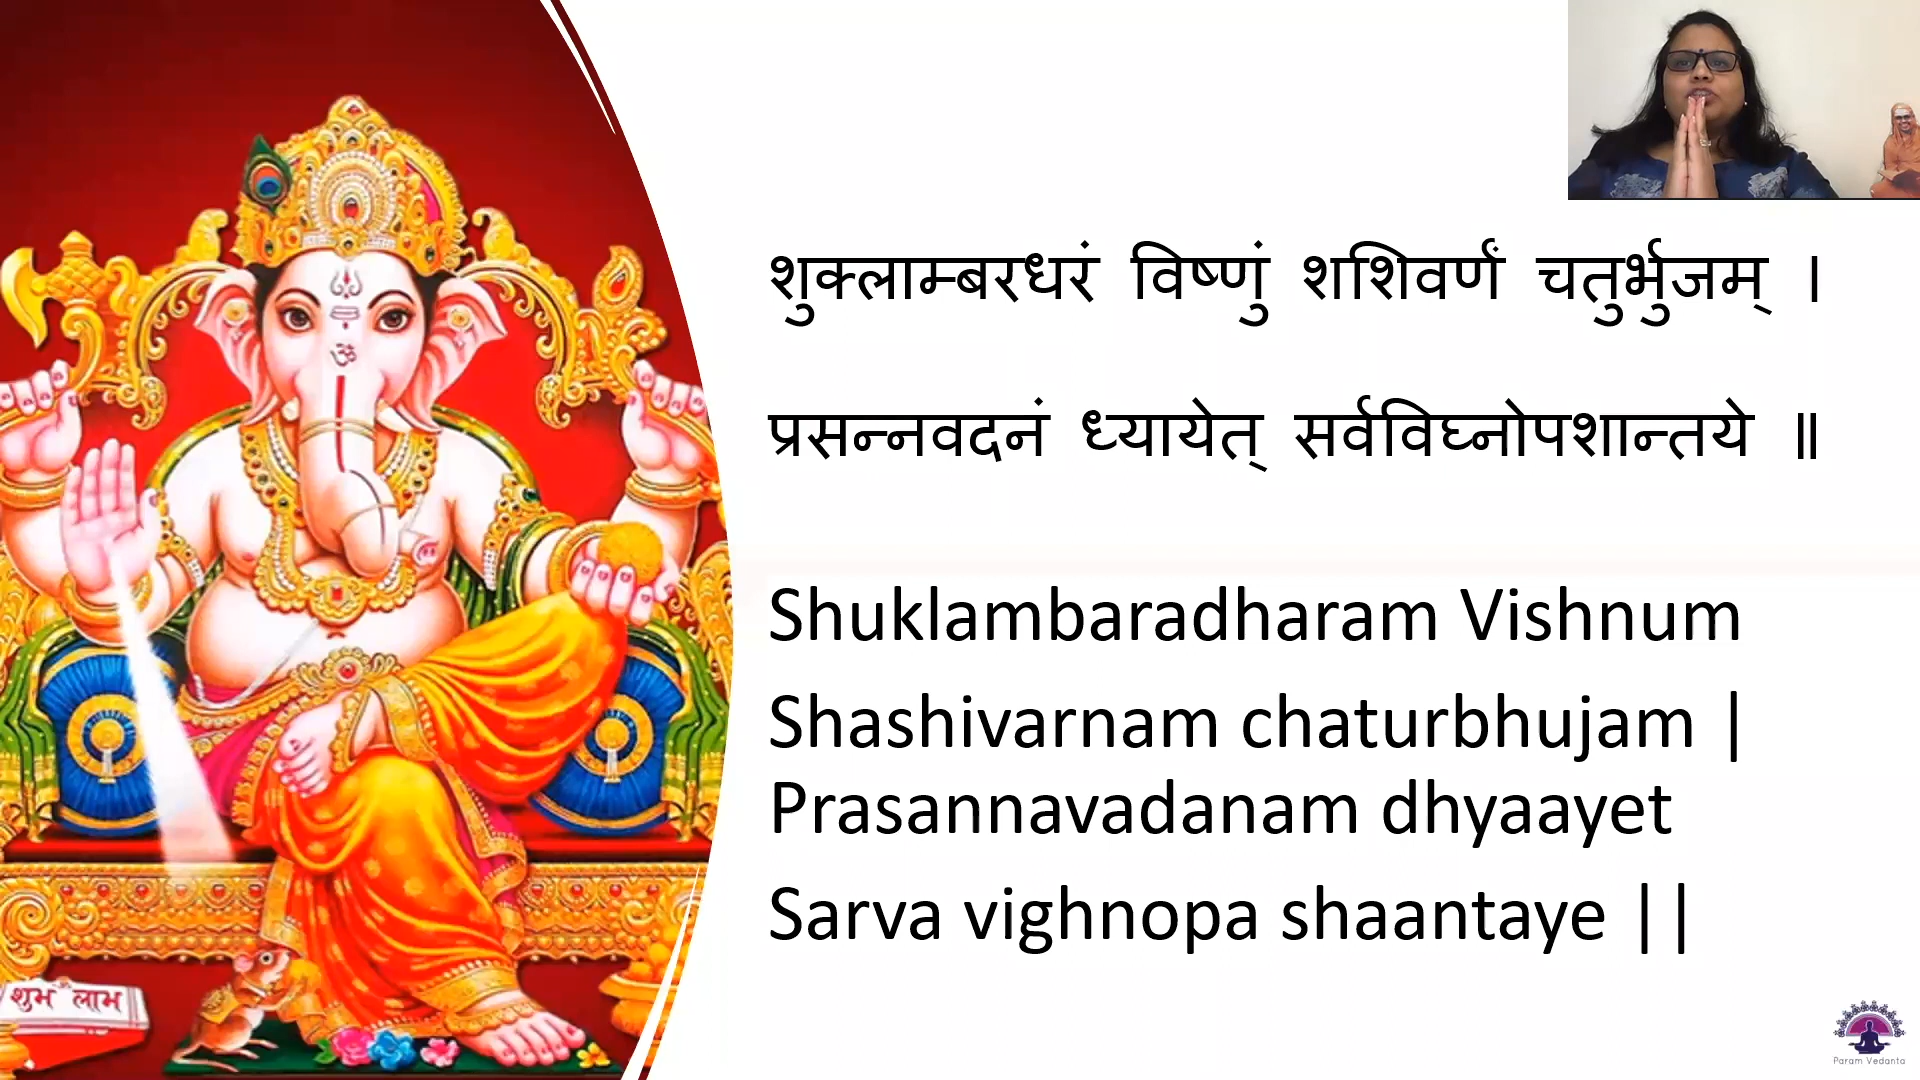 शुक्लाम्बरधरं विष्णुं शशिवर्णं चतुर्भुजम् ।
प्रसन्नवदनं ध्यायेत् सर्वविघ्नोपशान्तये ॥
Shuklambaradharam Vishnum
Shashivarnam chaturbhujam |
Prasannavadanam dhyaayet
Sarva vighnopa shaantaye ||
ॐ
शुभ लाभ
Param Vedanta